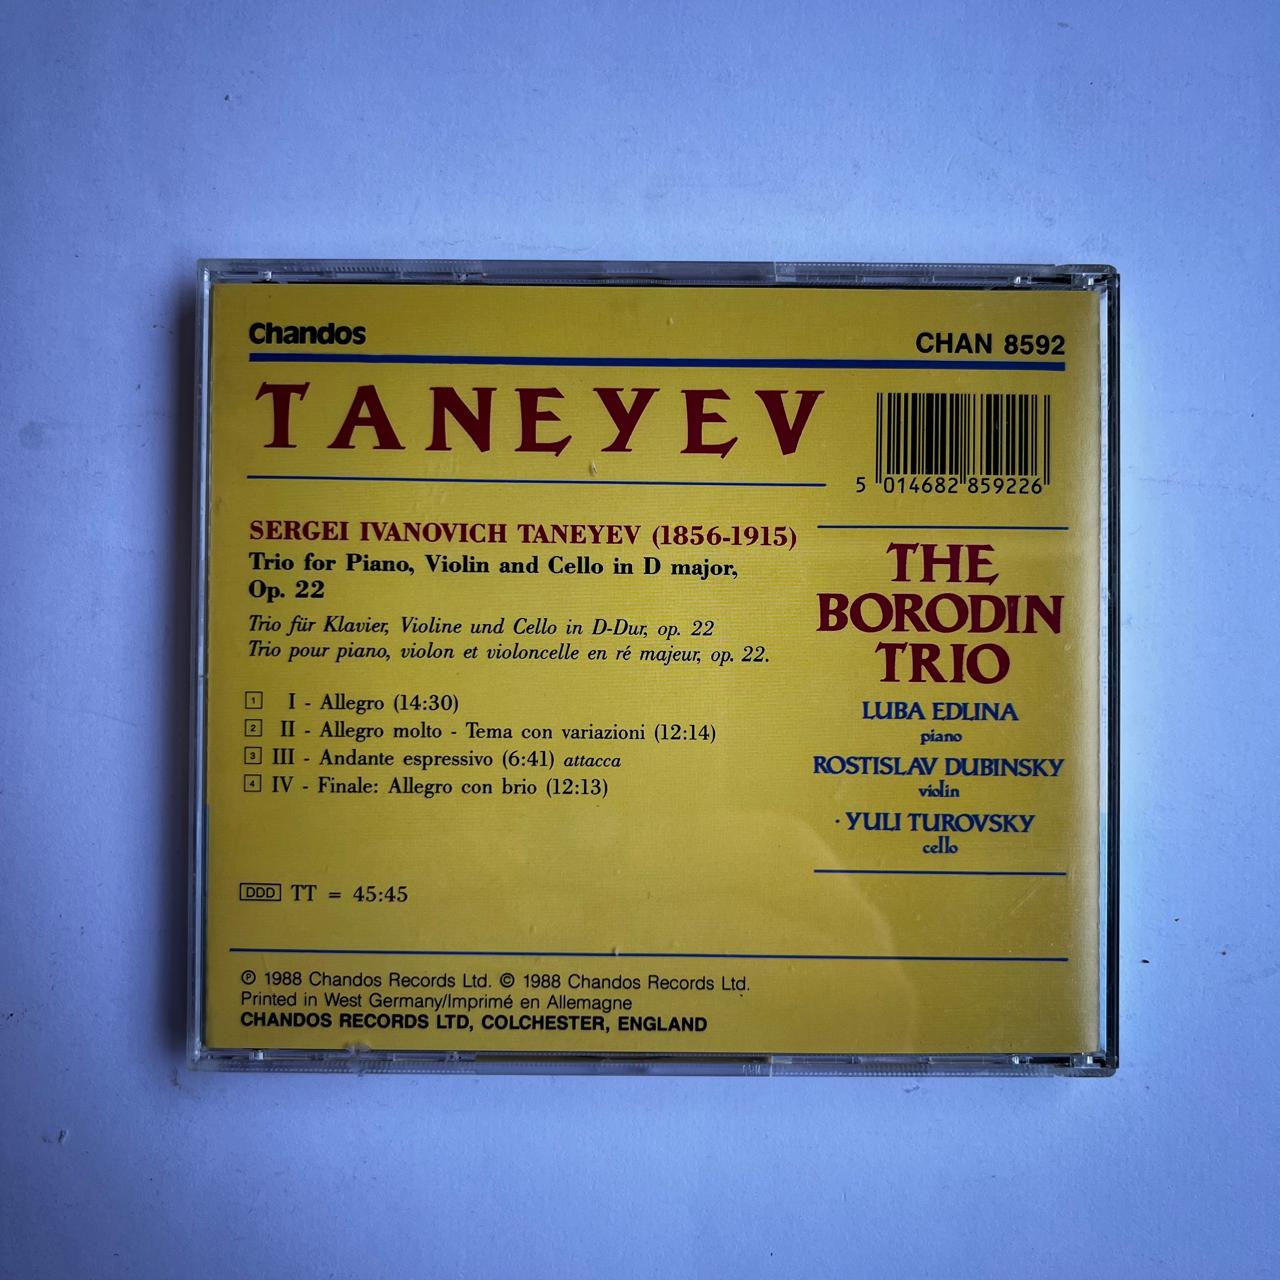 Chandos
CHAN 8592
TANEYEV
5 014682 859226
SERGEI IVANOVICH TANEYEV (1856-1915)
Trio for Piano, Violin and Cello in D major,
Op. 22
Trio für Klavier, Violine und Cello in D-Dur, op. 22
Trio pour piano, violon et violoncelle en ré majeur, op. 22.
1 I - Allegro (14:30)
2 II - Allegro molto - Tema con variazioni (12:14)
3 III - Andante espressivo (6:41) attacca
4 IV - Finale: Allegro con brio (12:13)
DDD TT = 45:45
THE
BORODIN
TRIO
LUBA EDLINA
piano
ROSTISLAV DUBINSKY
violin
· YULI TUROVSKY
cello
℗ 1988 Chandos Records Ltd. © 1988 Chandos Records Ltd.
Printed in West Germany/Imprimé en Allemagne
CHANDOS RECORDS LTD, COLCHESTER, ENGLAND